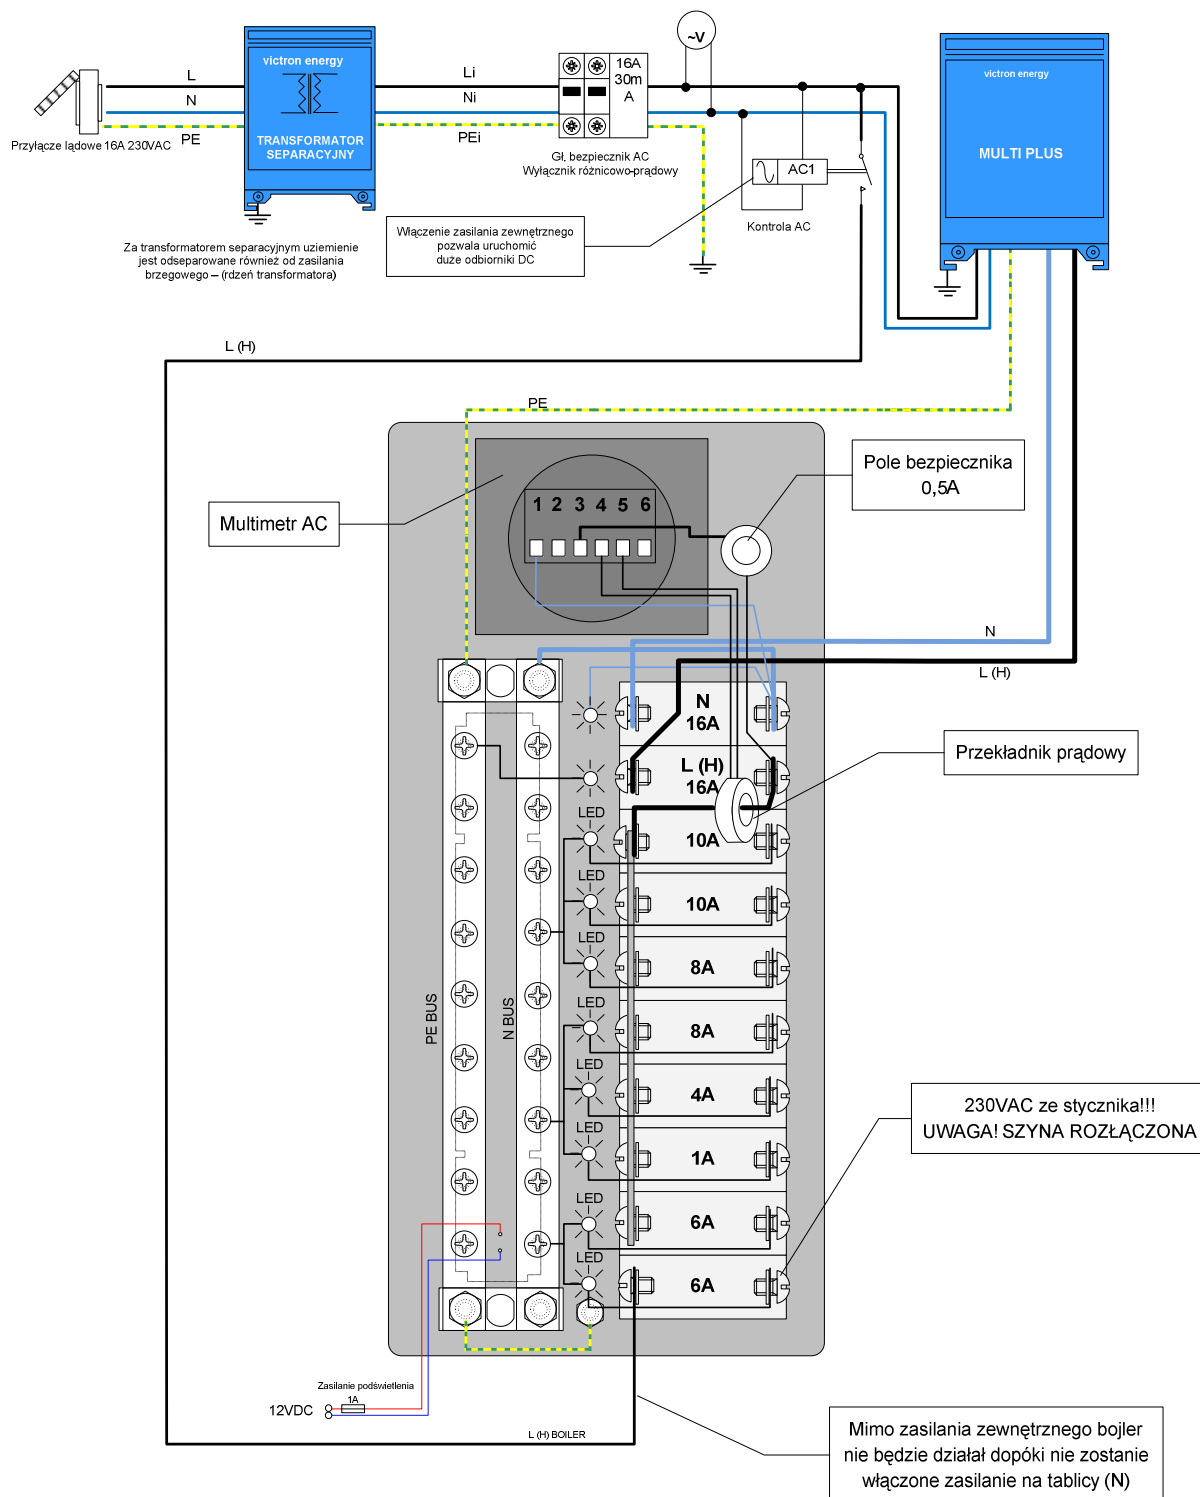 ~V
victron energy
L
N
PE
TRANSFORMATOR
SEPARACYJNY
Li
Ni
PEi
16A
30m
A
victron energy
MULTI PLUS
Przyłącze lądowe 16A 230VAC
Gł, bezpiecznik AC
Wyłącznik różnicowo-prądowy
AC1
Kontrola AC
Włączenie zasilania zewnętrznego
pozwala uruchomić
duże odbiorniki DC
Za transformatorem separacyjnym uziemienie
jest odseparowane również od zasilania
brzegowego – (rdzeń transformatora)
L (H)
PE
Pole bezpiecznika
0,5A
Multimetr AC
1 2 3 4 5 6
N
L (H)
N
16A
L (H)
16A
Przekładnik prądowy
LED
10A
LED
10A
LED
8A
PE BUS
N BUS
LED
8A
LED
4A
LED
1A
230VAC ze stycznika!!!
UWAGA! SZYNA ROZŁĄCZONA
LED
6A
LED
6A
Zasilanie podświetlenia
1A
12VDC
L (H) BOILER
Mimo zasilania zewnętrznego bojler
nie będzie działał dopóki nie zostanie
włączone zasilanie na tablicy (N)